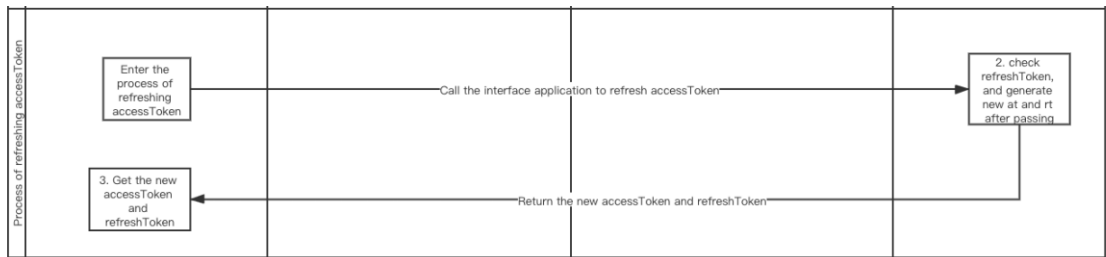 Process of refreshing accessToken
Enter the
process of
refreshing
accessToken
Call the interface application to refresh accessToken
2. check
refreshToken,
and generate
new at and rt
after passing
3. Get the new
accessToken
and
refreshToken
Return the new accessToken and refreshToken